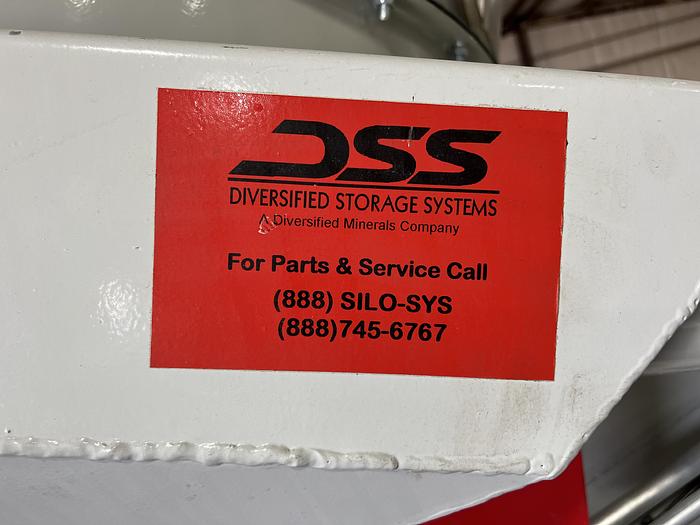 DSS
DIVERSIFIED STORAGE SYSTEMS
A Diversified Minerals Company
For Parts & Service Call
(888) SILO-SYS
(888)745-6767